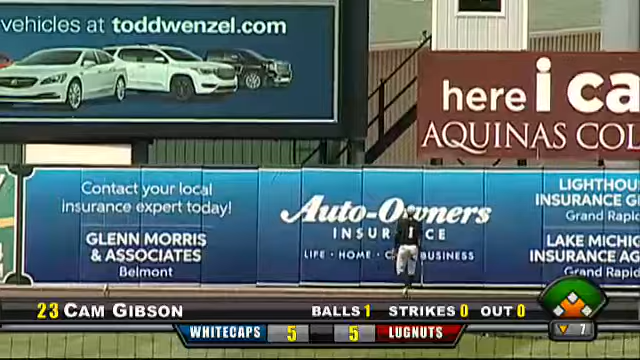 vehicles at toddwenzel.com
here i ca
AQUINAS COL
Contact your local
insurance expert today!
GLENN MORRIS
& ASSOCIATES
Belmont
Auto-Owners
INSURANCE
LIFE · HOME · CAR · BUSINESS
1
LIGHTHOU
INSURANCE G
Grand Rapid
LAKE MICHIG
INSURANCE AG
Grand Rapid
23 CAM GIBSON
BALLS 1 STRIKES 0 OUT 0
WHITECAPS 5 5 LUGNUTS
7